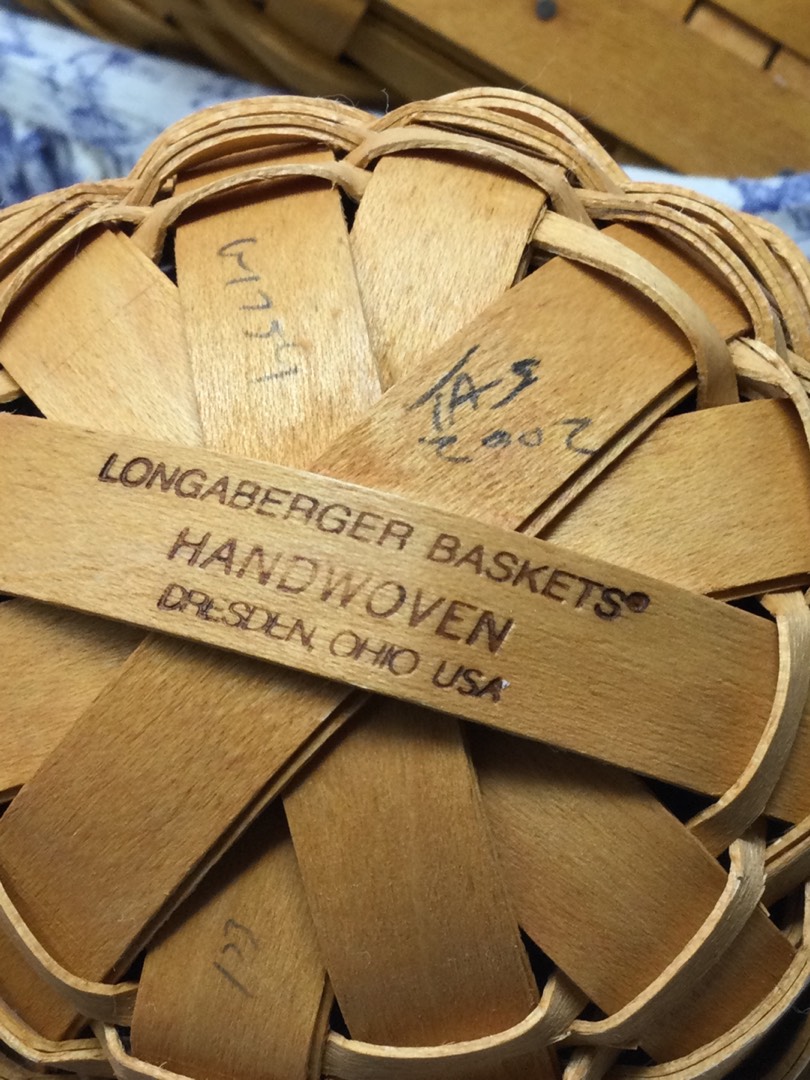 LONGABERGER BASKETS®
HANDWOVEN
DRESDEN, OHIO USA
2002